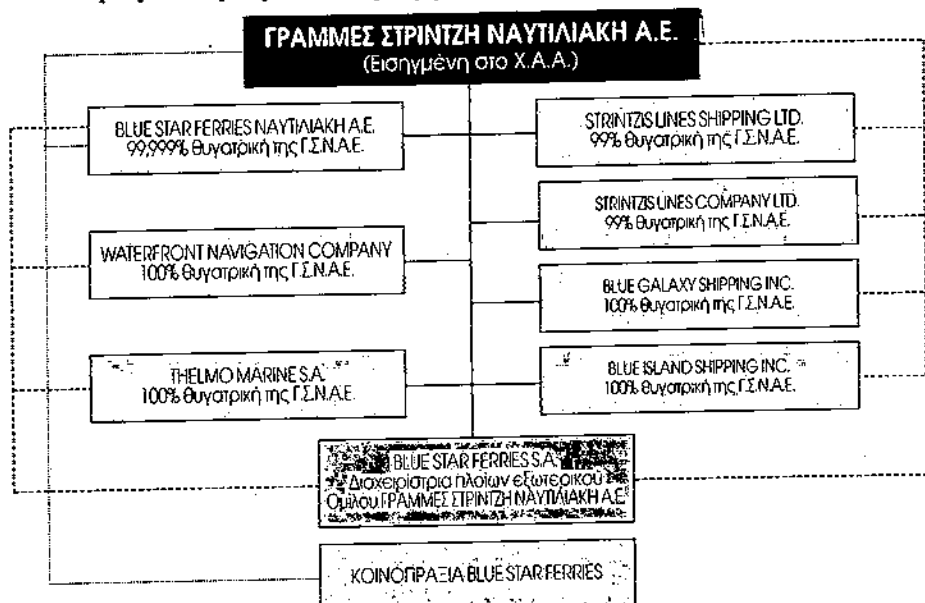 ΓΡΑΜΜΕΣ ΣΤΡΙΝΤΖΗ ΝΑΥΤΙΛΙΑΚΗ Α.Ε.
(Εισηγμένη στο Χ.Α.Α.)
BLUE STAR FERRIES ΝΑΥΤΙΛΙΑΚΗ Α.Ε.
99,999% θυγατρική της Γ.Σ.Ν.Α.Ε.
STRINTZIS LINES SHIPPING LTD.
99% θυγατρική της Γ.Σ.Ν.Α.Ε.
STRINTZIS LINES COMPANY LTD.
99% θυγατρική της Γ.Σ.Ν.Α.Ε.
WATERFRONT NAVIGATION COMPANY
100% θυγατρική της Γ.Σ.Ν.Α.Ε.
BLUE GALAXY SHIPPING INC.
100% θυγατρική της Γ.Σ.Ν.Α.Ε.
THELMO MARINE S.A.
100% θυγατρική της Γ.Σ.Ν.Α.Ε.
BLUE ISLAND SHIPPING INC.
100% θυγατρική της Γ.Σ.Ν.Α.Ε.
BLUE STAR FERRIES S.A.
Διαχειρίστρια πλοίων εξωτερικού
Ομίλου ΓΡΑΜΜΕΣ ΣΤΡΙΝΤΖΗ ΝΑΥΤΙΛΙΑΚΗ Α.Ε.
ΚΟΙΝΟΠΡΑΞΙΑ BLUE STAR FERRIES